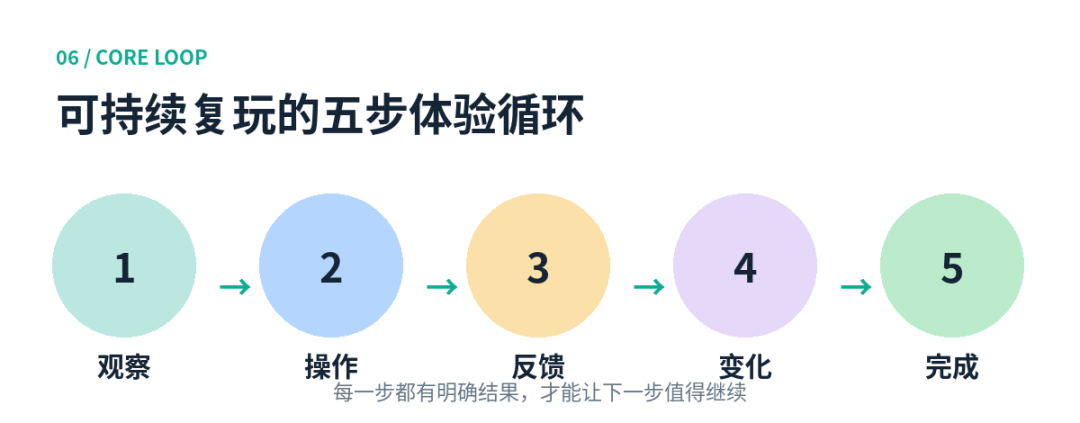 06 / CORE LOOP
可持续复玩的五步体验循环
1 → 2 → 3 → 4 → 5
观察 操作 反馈 变化 完成
每一步都有明确结果，才能让下一步值得继续